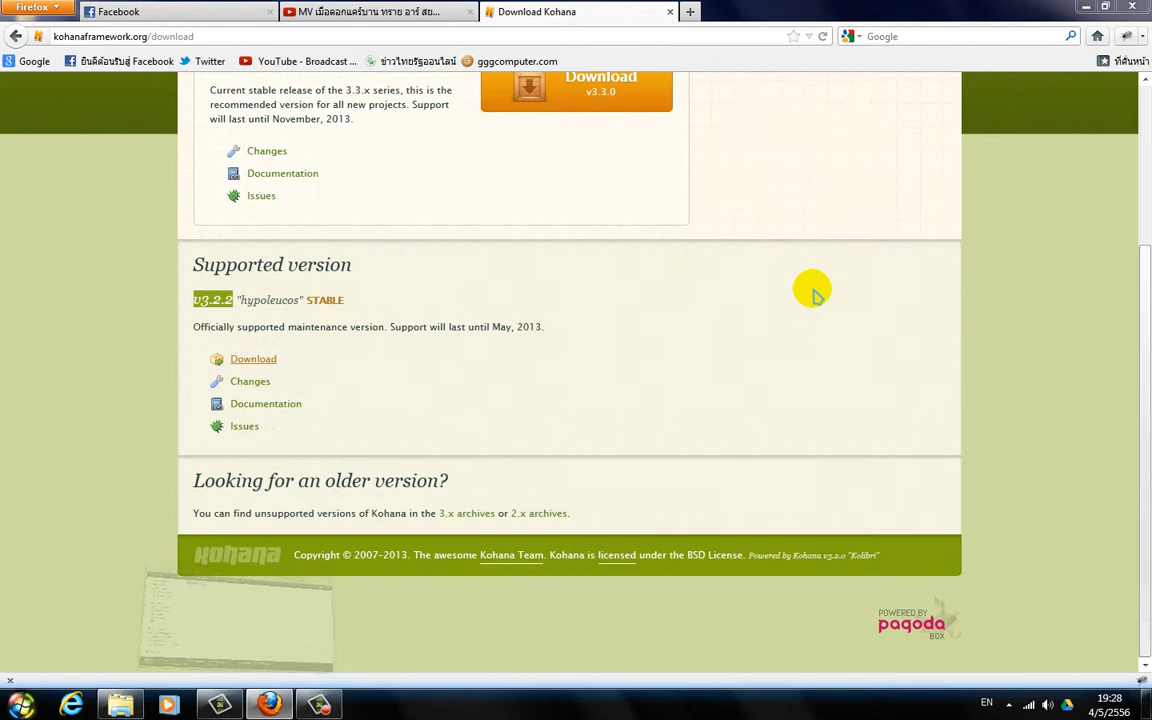 Firefox
Facebook
MV เมื่อดอกแคร์บาน ทราย อาร์ สย...
Download Kohana
kohanaframework.org/download
Google
Google
ยินดีต้อนรับสู่ Facebook
Twitter
YouTube - Broadcast ...
ข่าวไทยรัฐออนไลน์
gggcomputer.com
ที่คั่นหน้า
Download
v3.3.0
Current stable release of the 3.3.x series, this is the
recommended version for all new projects. Support
will last until November, 2013.
Changes
Documentation
Issues
Supported version
v3.2.2 "hypoleucos" STABLE
Officially supported maintenance version. Support will last until May, 2013.
Download
Changes
Documentation
Issues
Looking for an older version?
You can find unsupported versions of Kohana in the 3.x archives or 2.x archives.
kohana
Copyright © 2007-2013. The awesome Kohana Team. Kohana is licensed under the BSD License. Powered by Kohana v3.2.0 "Kolibri"
POWERED BY
pagoda
BOX
EN
19:28
4/5/2556